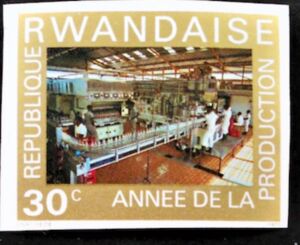 REPUBLIQUE
RWANDAISE
30c
ANNEE DE LA
PRODUCTION